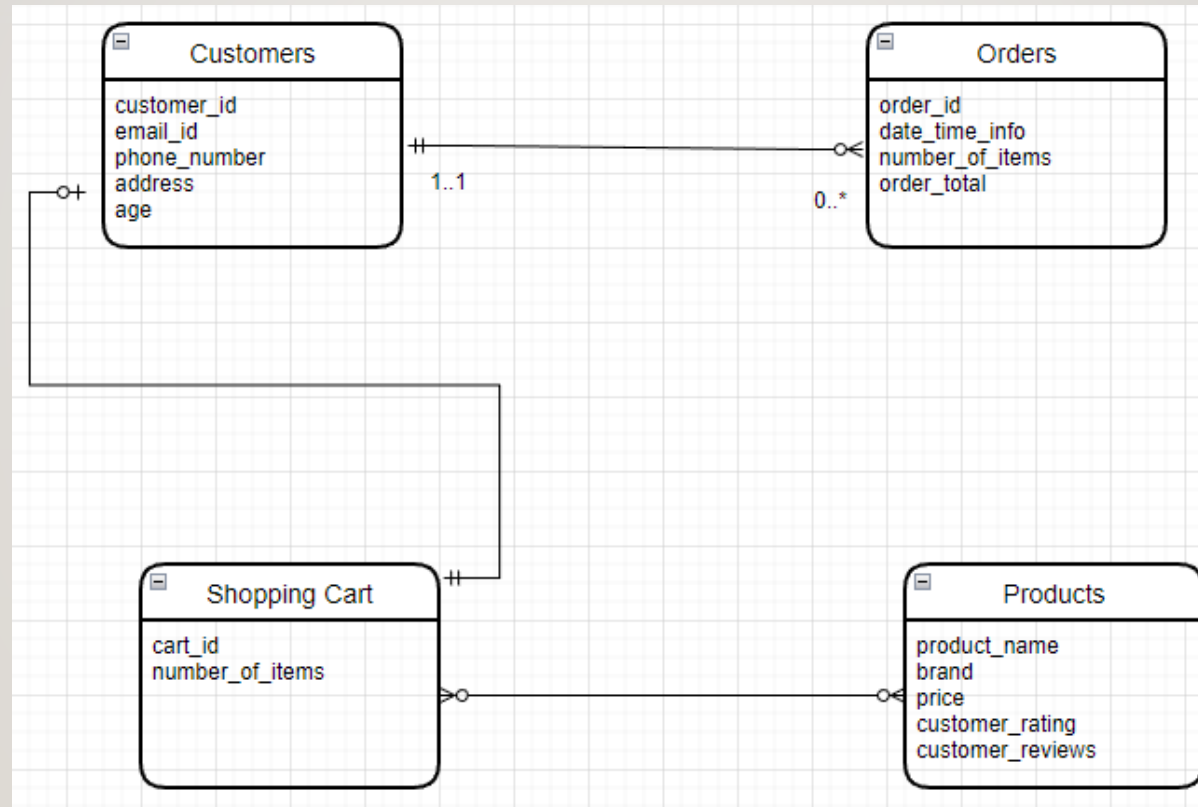 Customers
customer_id
email_id
phone_number
address
age
1..1
Orders
order_id
date_time_info
number_of_items
order_total
0..*
Shopping Cart
cart_id
number_of_items
Products
product_name
brand
price
customer_rating
customer_reviews